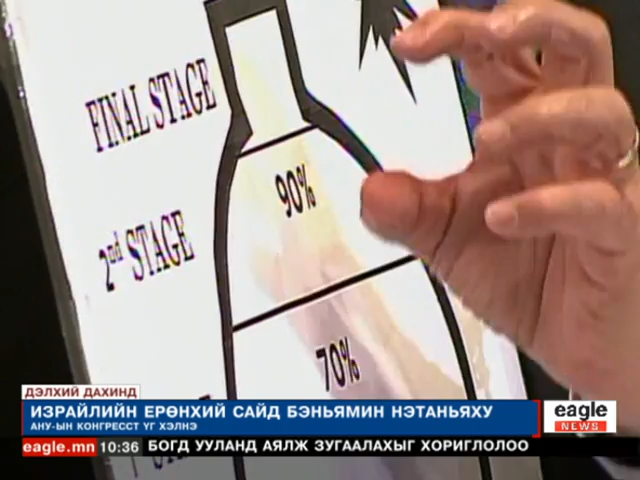 FINAL STAGE
90%
2nd STAGE
70%
ДЭЛХИЙ ДАХИНД
ИЗРАЙЛИЙН ЕРӨНХИЙ САЙД БЭНЬЯМИН НЭТАНЬЯХУ
АНУ-ЫН КОНГРЕССТ ҮГ ХЭЛНЭ
eagle
NEWS
eagle.mn 10:36 БОГД УУЛАНД АЯЛЖ ЗУГААЛАХЫГ ХОРИГЛОЛОО